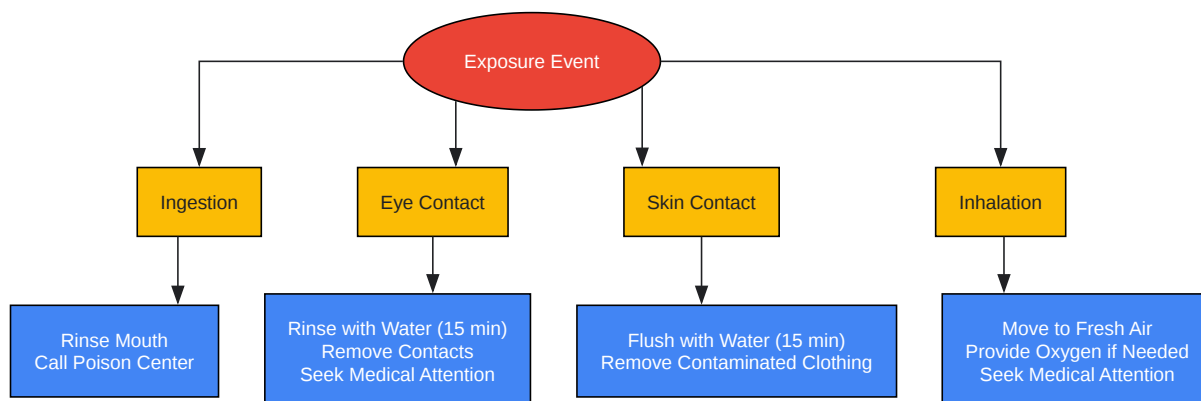 Exposure Event
Ingestion
Eye Contact
Skin Contact
Inhalation
Rinse Mouth
Call Poison Center
Rinse with Water (15 min)
Remove Contacts
Seek Medical Attention
Flush with Water (15 min)
Remove Contaminated Clothing
Move to Fresh Air
Provide Oxygen if Needed
Seek Medical Attention